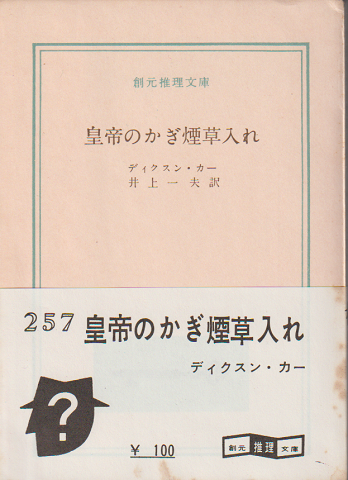 創元推理文庫
皇帝のかぎ煙草入れ
ディクスン・カー
井上一夫訳
257 皇帝のかぎ煙草入れ
ディクスン・カー
?
¥ 100
創元 推理 文庫